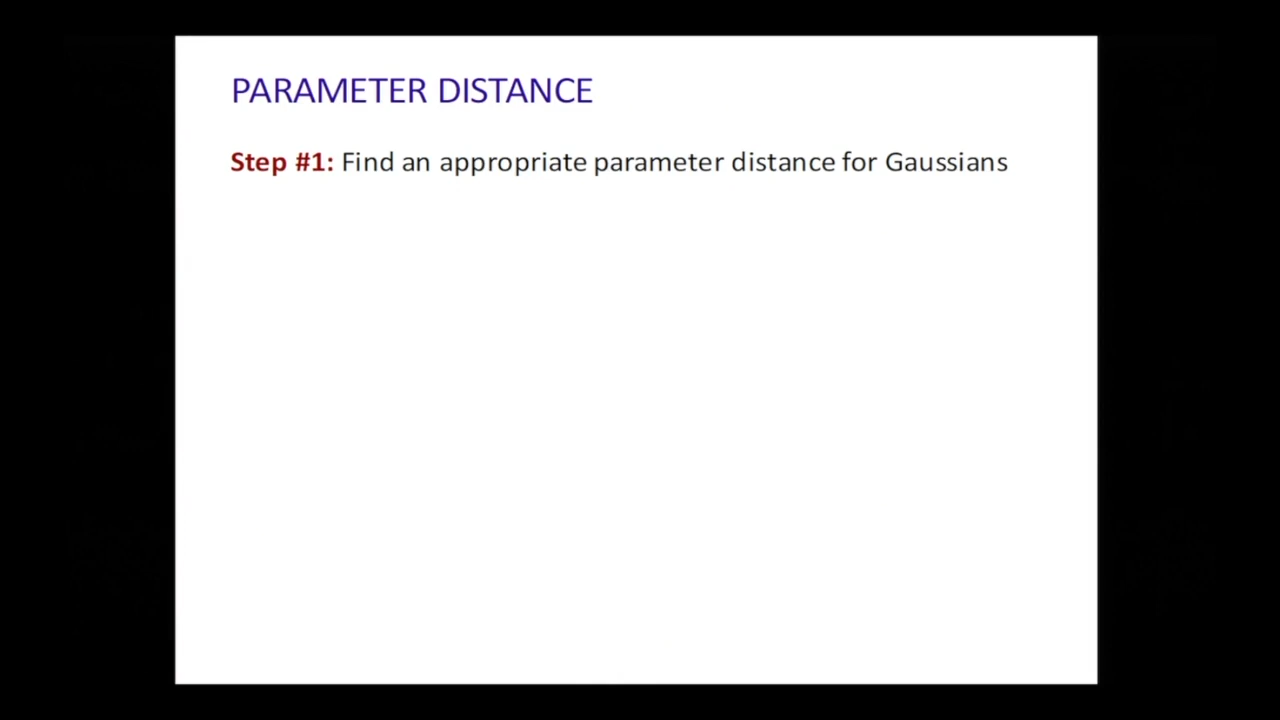 PARAMETER DISTANCE
Step #1: Find an appropriate parameter distance for Gaussians